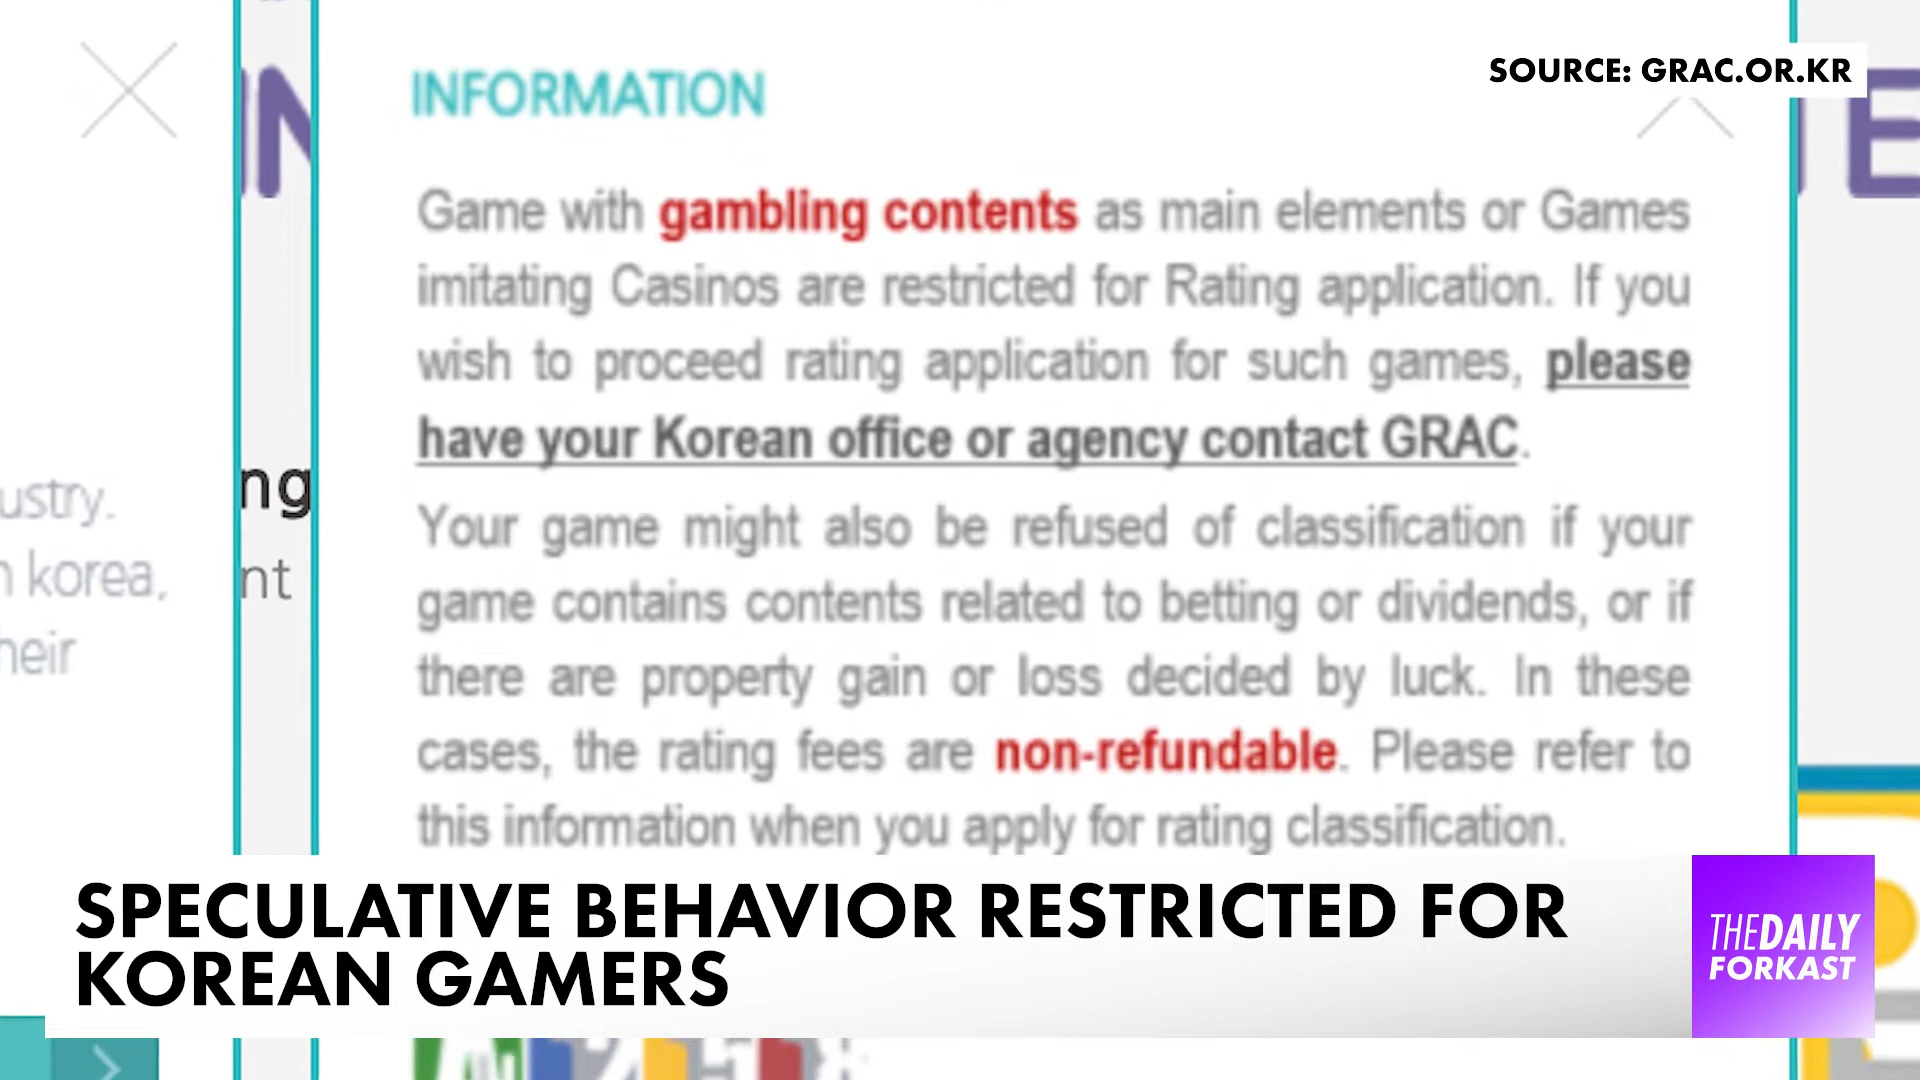 SOURCE: GRAC.OR.KR
IN
TE
INFORMATION
Game with gambling contents as main elements or Games
imitating Casinos are restricted for Rating application. If you
wish to proceed rating application for such games, please
have your Korean office or agency contact GRAC.
Your game might also be refused of classification if your
game contains contents related to betting or dividends, or if
there are property gain or loss decided by luck. In these
cases, the rating fees are non-refundable. Please refer to
this information when you apply for rating classification.
ustry.
n korea,
heir
ng
nt
SPECULATIVE BEHAVIOR RESTRICTED FOR
KOREAN GAMERS
THE DAILY
FORKAST